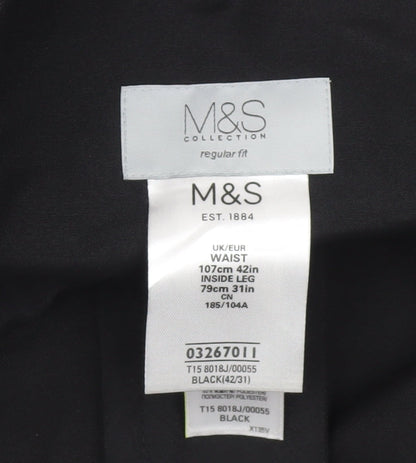 M&S
COLLECTION
regular fit
M&S
EST. 1884
UK/EUR
WAIST
107cm 42in
INSIDE LEG
79cm 31in
CN
185/104A
03267011
T15 8018J/00055
BLACK(42/31)
T15 8018J/00055
BLACK
X135V